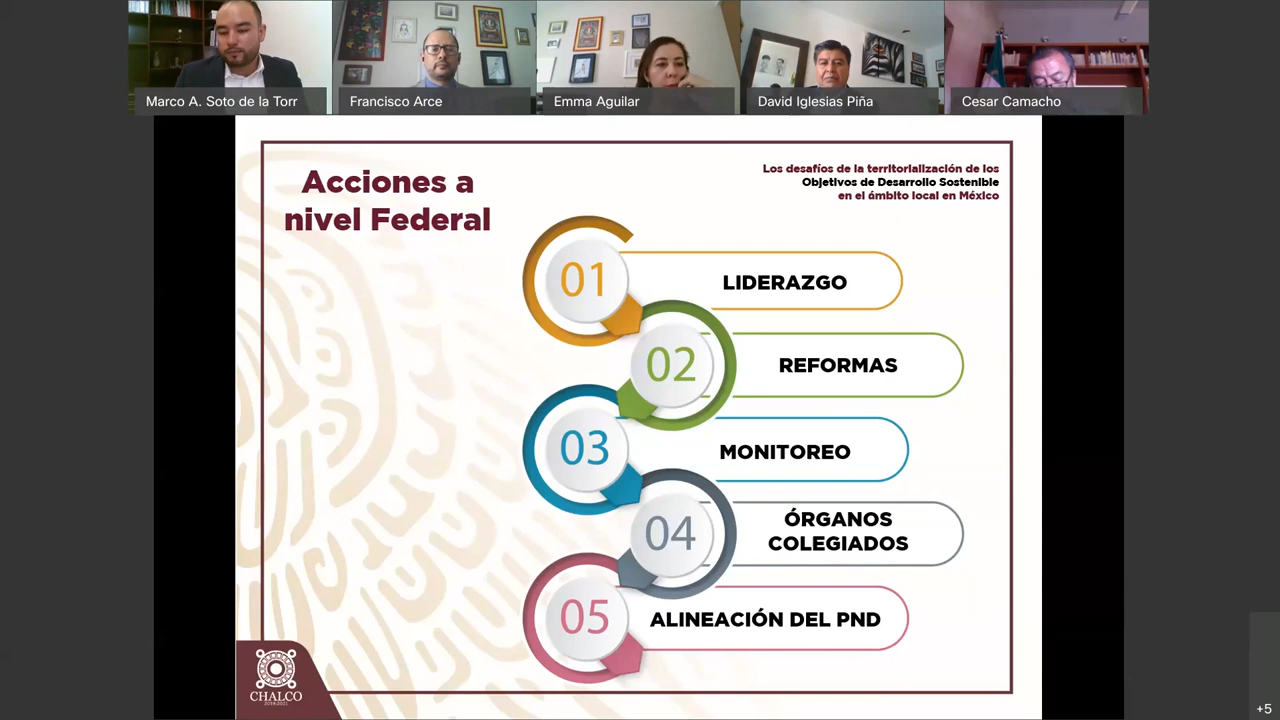 Marco A. Soto de la Torr
Francisco Arce
Emma Aguilar
David Iglesias Piña
Cesar Camacho
Acciones a
nivel Federal
Los desafíos de la territorialización de los
Objetivos de Desarrollo Sostenible
en el ámbito local en México
01
LIDERAZGO
02
REFORMAS
03
MONITOREO
04
ÓRGANOS
COLEGIADOS
05
ALINEACIÓN DEL PND
CHALCO
2019-2021
+5